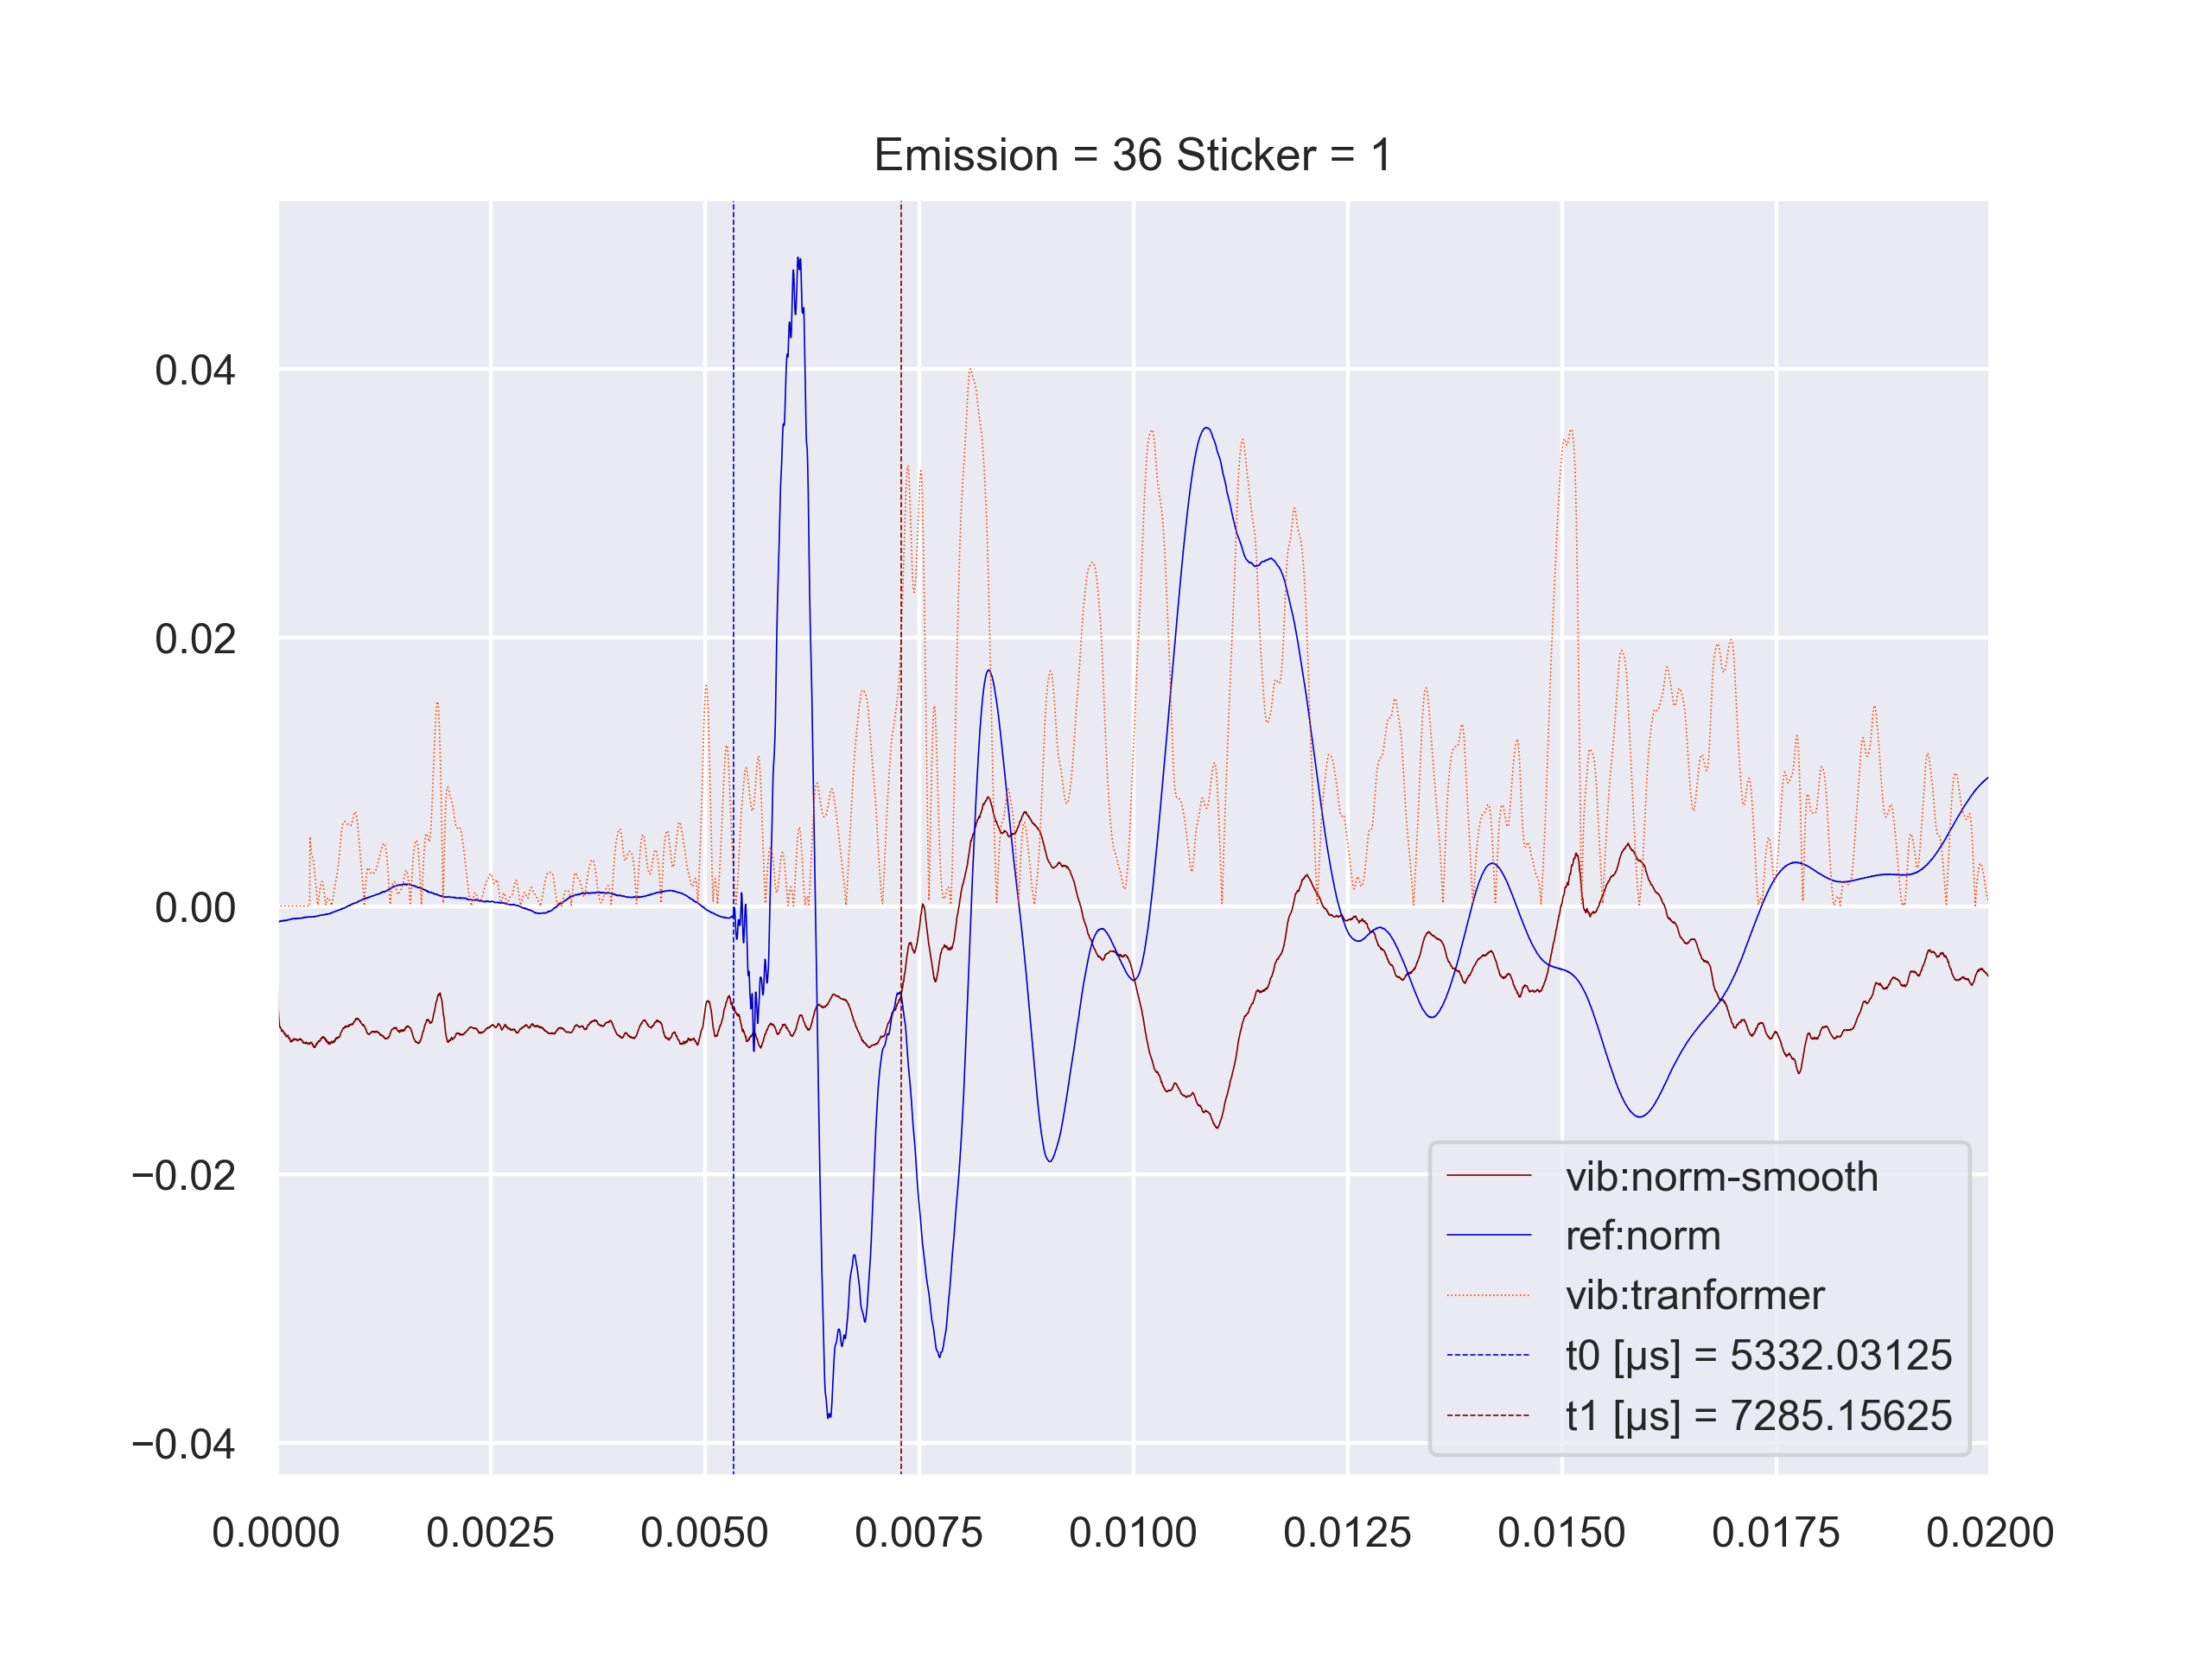 Emission = 36 Sticker = 1
0.04
0.02
0.00
−0.02
−0.04
vib:norm-smooth
ref:norm
vib:tranformer
t0 [µs] = 5332.03125
t1 [µs] = 7285.15625
0.0000 0.0025 0.0050 0.0075 0.0100 0.0125 0.0150 0.0175 0.0200